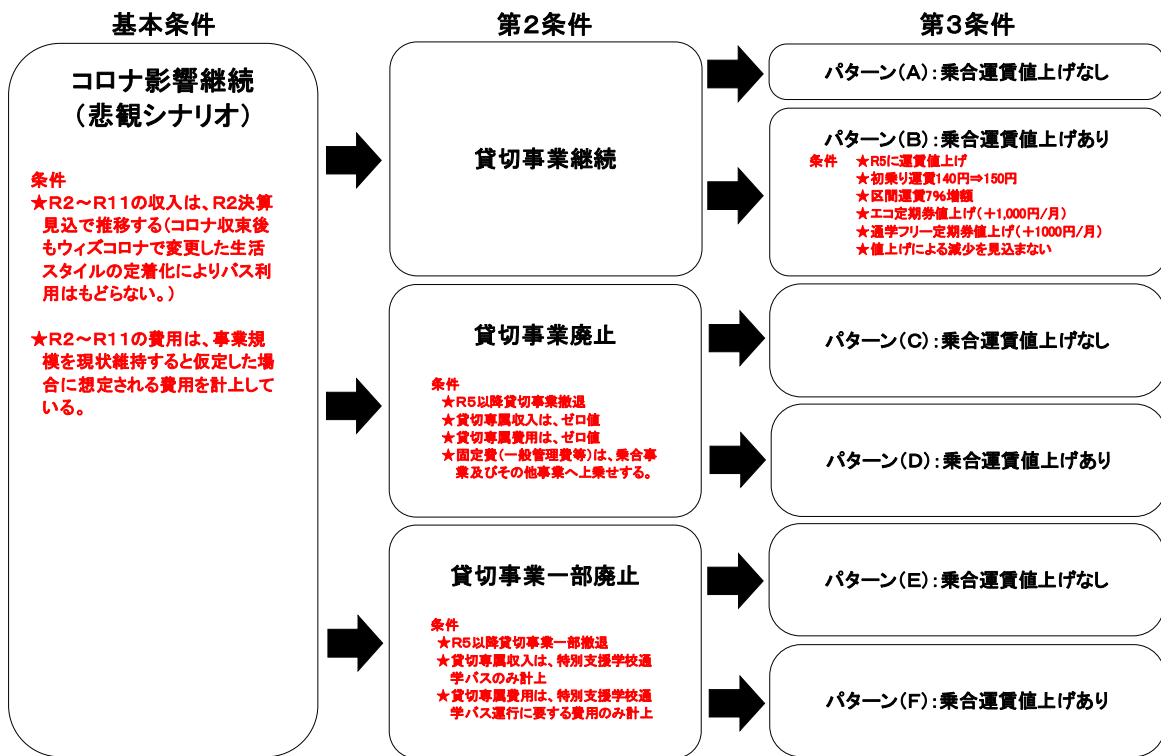 基本条件
コロナ影響継続
（悲観シナリオ）
条件
★R2～R11の収入は、R2決算
見込で推移する(コロナ収束後
もウィズコロナで変更した生活
スタイルの定着化によりバス利
用はもどらない。)
★R2～R11の費用は、事業規
模を現状維持すると仮定した場
合に想定される費用を計上して
いる。
第2条件
貸切事業継続
貸切事業廃止
条件
★R5以降貸切事業撤退
★貸切専属収入は、ゼロ値
★貸切専属費用は、ゼロ値
★固定費(一般管理費等)は、乗合事
業及びその他事業へ上乗せする。
貸切事業一部廃止
条件
★R5以降貸切事業一部撤退
★貸切専属収入は、特別支援学校通
学バスのみ計上
★貸切専属費用は、特別支援学校通
学バス運行に要する費用のみ計上
第3条件
パターン(A)：乗合運賃値上げなし
パターン(B)：乗合運賃値上げあり
条件 ★R5に運賃値上げ
★初乗り運賃140円⇒150円
★区間運賃7%増額
★エコ定期券値上げ(+1,000円/月)
★通学フリー定期券値上げ(+1000円/月)
★値上げによる減少を見込まない
パターン(C)：乗合運賃値上げなし
パターン(D)：乗合運賃値上げあり
パターン(E)：乗合運賃値上げなし
パターン(F)：乗合運賃値上げあり